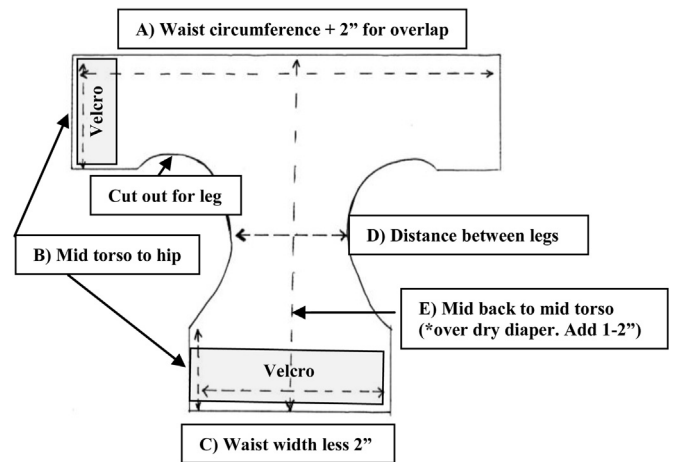 A) Waist circumference + 2” for overlap
Velcro
Cut out for leg
D) Distance between legs
B) Mid torso to hip
E) Mid back to mid torso
(*over dry diaper. Add 1-2”)
Velcro
C) Waist width less 2”